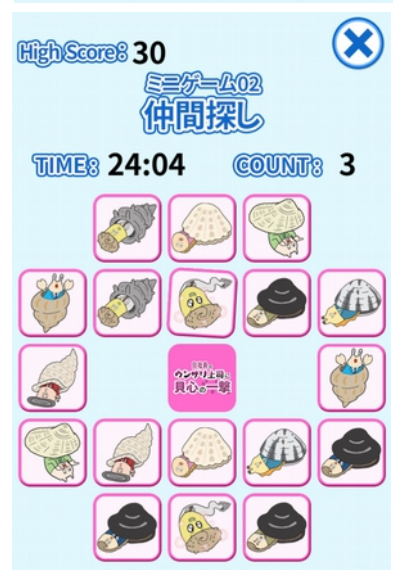 High Score: 30
ミニゲーム02
仲間探し
TIME: 24:04
COUNT: 3
ウンザリ上司に
貝心の一撃